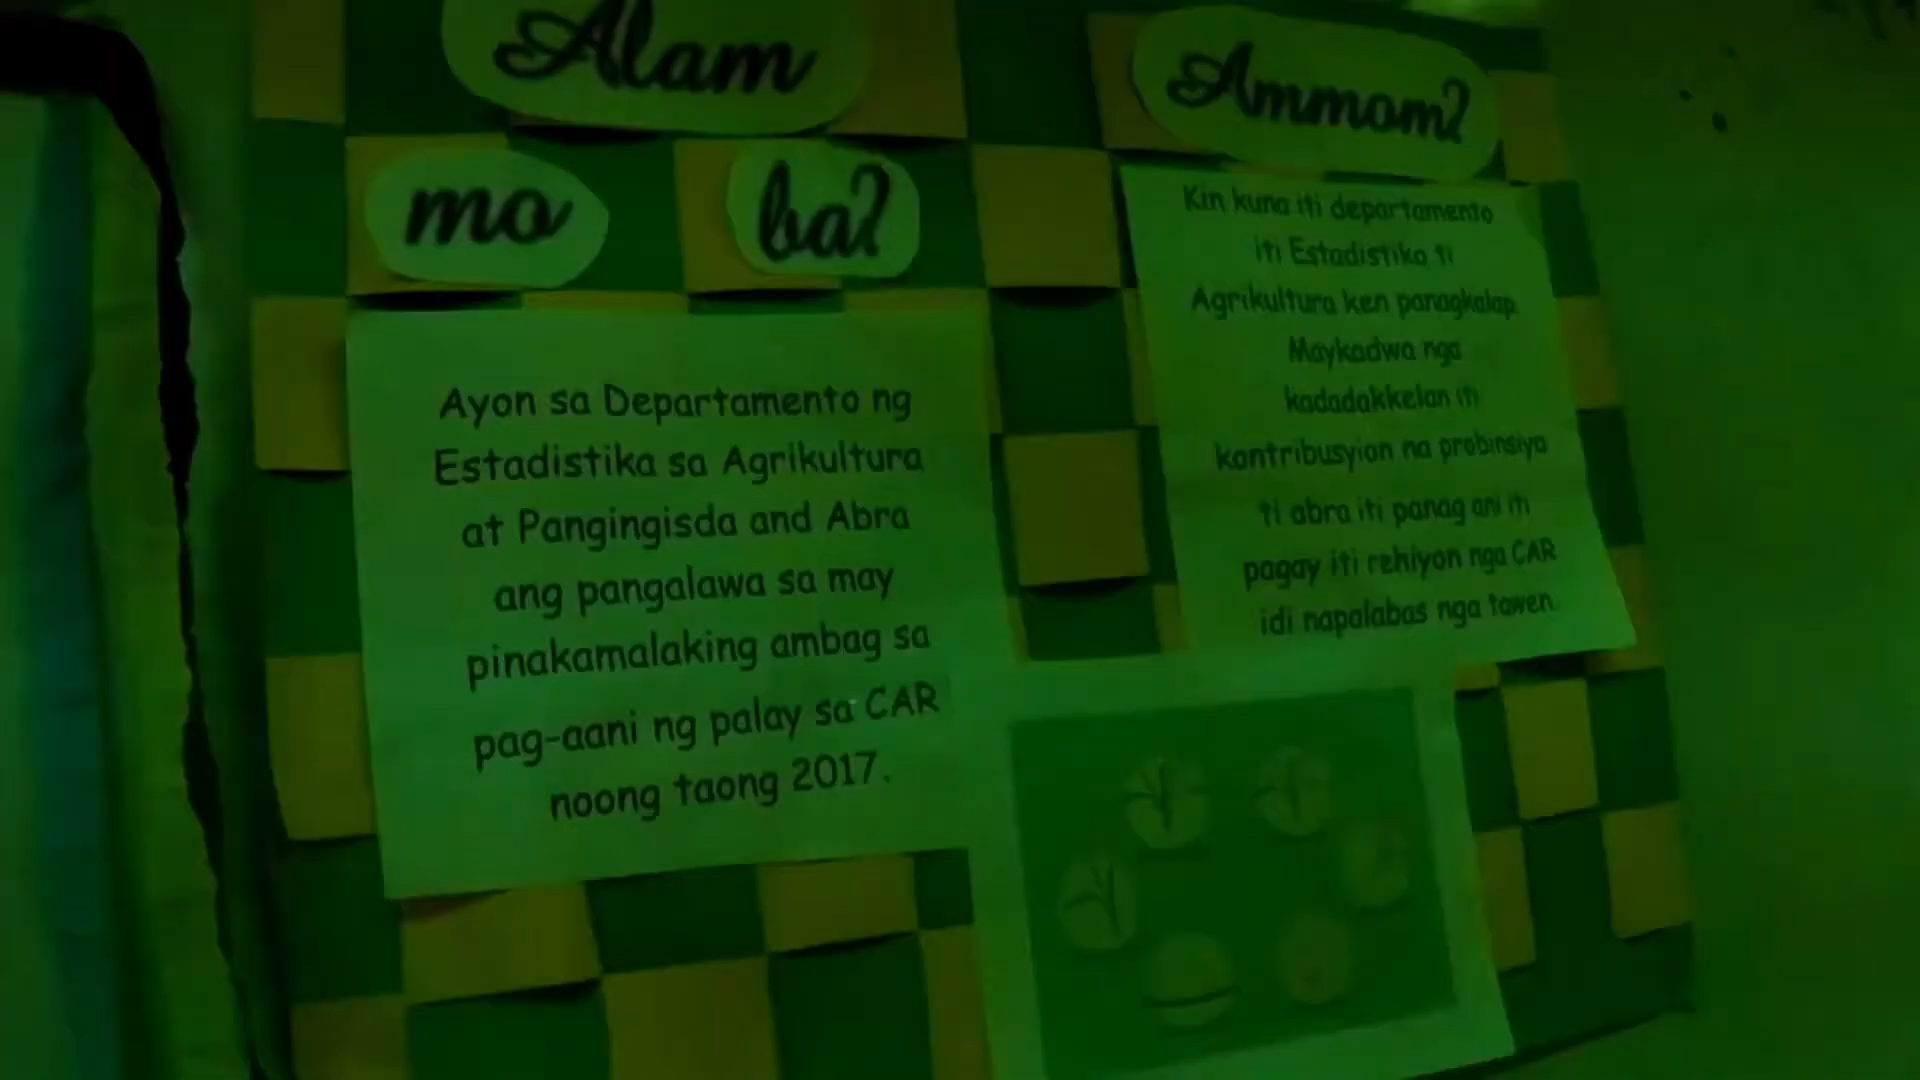 Alam
mo ba?
Ayon sa Departamento ng
Estadistika sa Agrikultura
at Pangingisda and Abra
ang pangalawa sa may
pinakamalaking ambag sa
pag-aani ng palay sa CAR
noong taong 2017.
Ammom?
Kin kuna iti departamento
iti Estadistika ti
Agrikultura ken panagkalap.
Maykadwa nga
kadadakkelan iti
kontribusyion na probinsiya
ti abra iti panag ani iti
pagay iti rehiyon nga CAR
idi napalabas nga tawen.